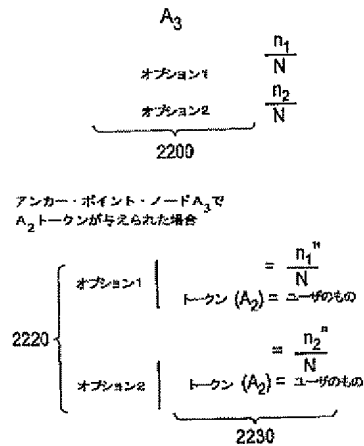 A₃
オプション1 n₁/N
オプション2 n₂/N
2200
アンカー・ポイント・ノードA₃で
A₂トークンが与えられた場合
オプション1 | = n₁"/N
トークン (A₂) = ユーザのもの
2220
オプション2 | = n₂"/N
トークン (A₂) = ユーザのもの
2230